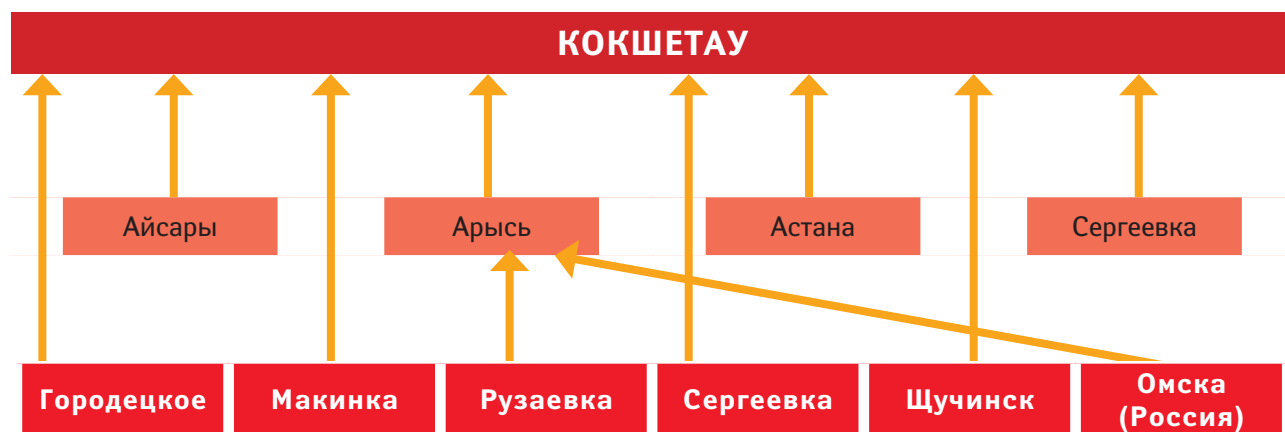 КОКШЕТАУ
Айсары
Арысь
Астана
Сергеевка
Городецкое
Макинка
Рузаевка
Сергеевка
Щучинск
Омска
(Россия)